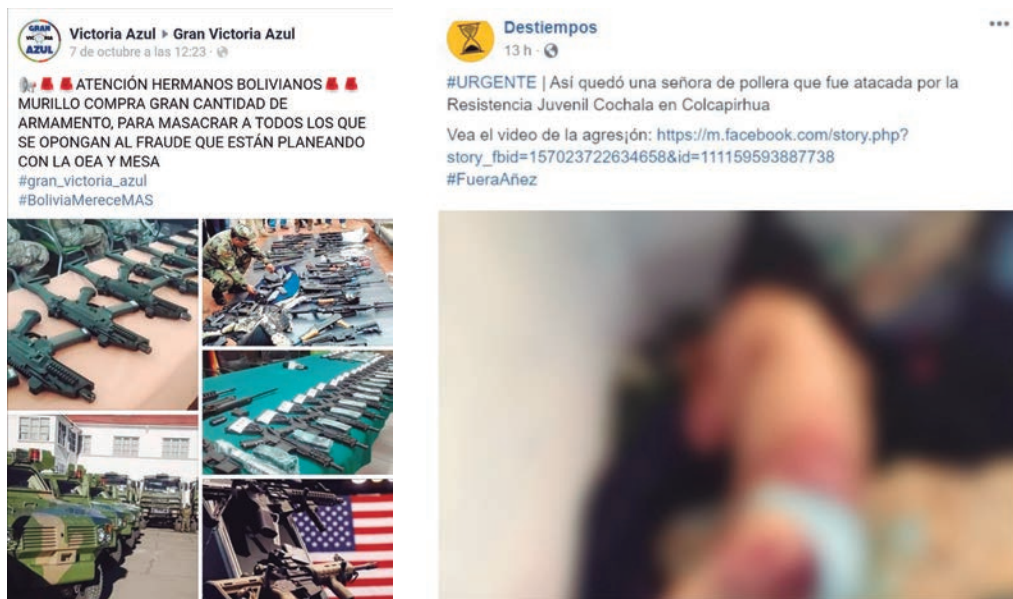 GRAN
VICTORIA
AZUL
Victoria Azul ▸ Gran Victoria Azul
7 de octubre a las 12:23 ·
ATENCIÓN HERMANOS BOLIVIANOS
MURILLO COMPRA GRAN CANTIDAD DE
ARMAMENTO, PARA MASACRAR A TODOS LOS QUE
SE OPONGAN AL FRAUDE QUE ESTÁN PLANEANDO
CON LA OEA Y MESA
#gran_victoria_azul
#BoliviaMereceMAS
Destiempos
13 h ·
#URGENTE | Así quedó una señora de pollera que fue atacada por la
Resistencia Juvenil Cochala en Colcapirhua
Vea el video de la agres¡ón: https://m.facebook.com/story.php?
story_fbid=157023722634658&id=111159593887738
#FueraAñez